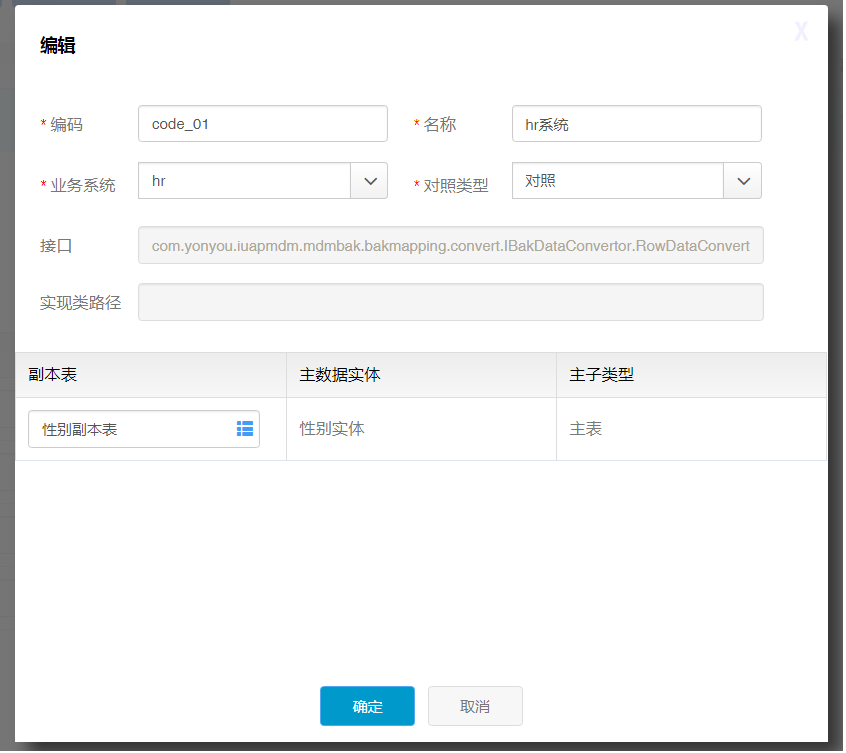 编辑
X
* 编码 code_01 * 名称 hr系统
* 业务系统 hr * 对照类型 对照
接口 com.yonyou.iuapmdm.mdmbak.bakmapping.convert.IBakDataConvertor.RowDataConvert
实现类路径
副本表 主数据实体 主子类型
性别副本表 性别实体 主表
确定 取消